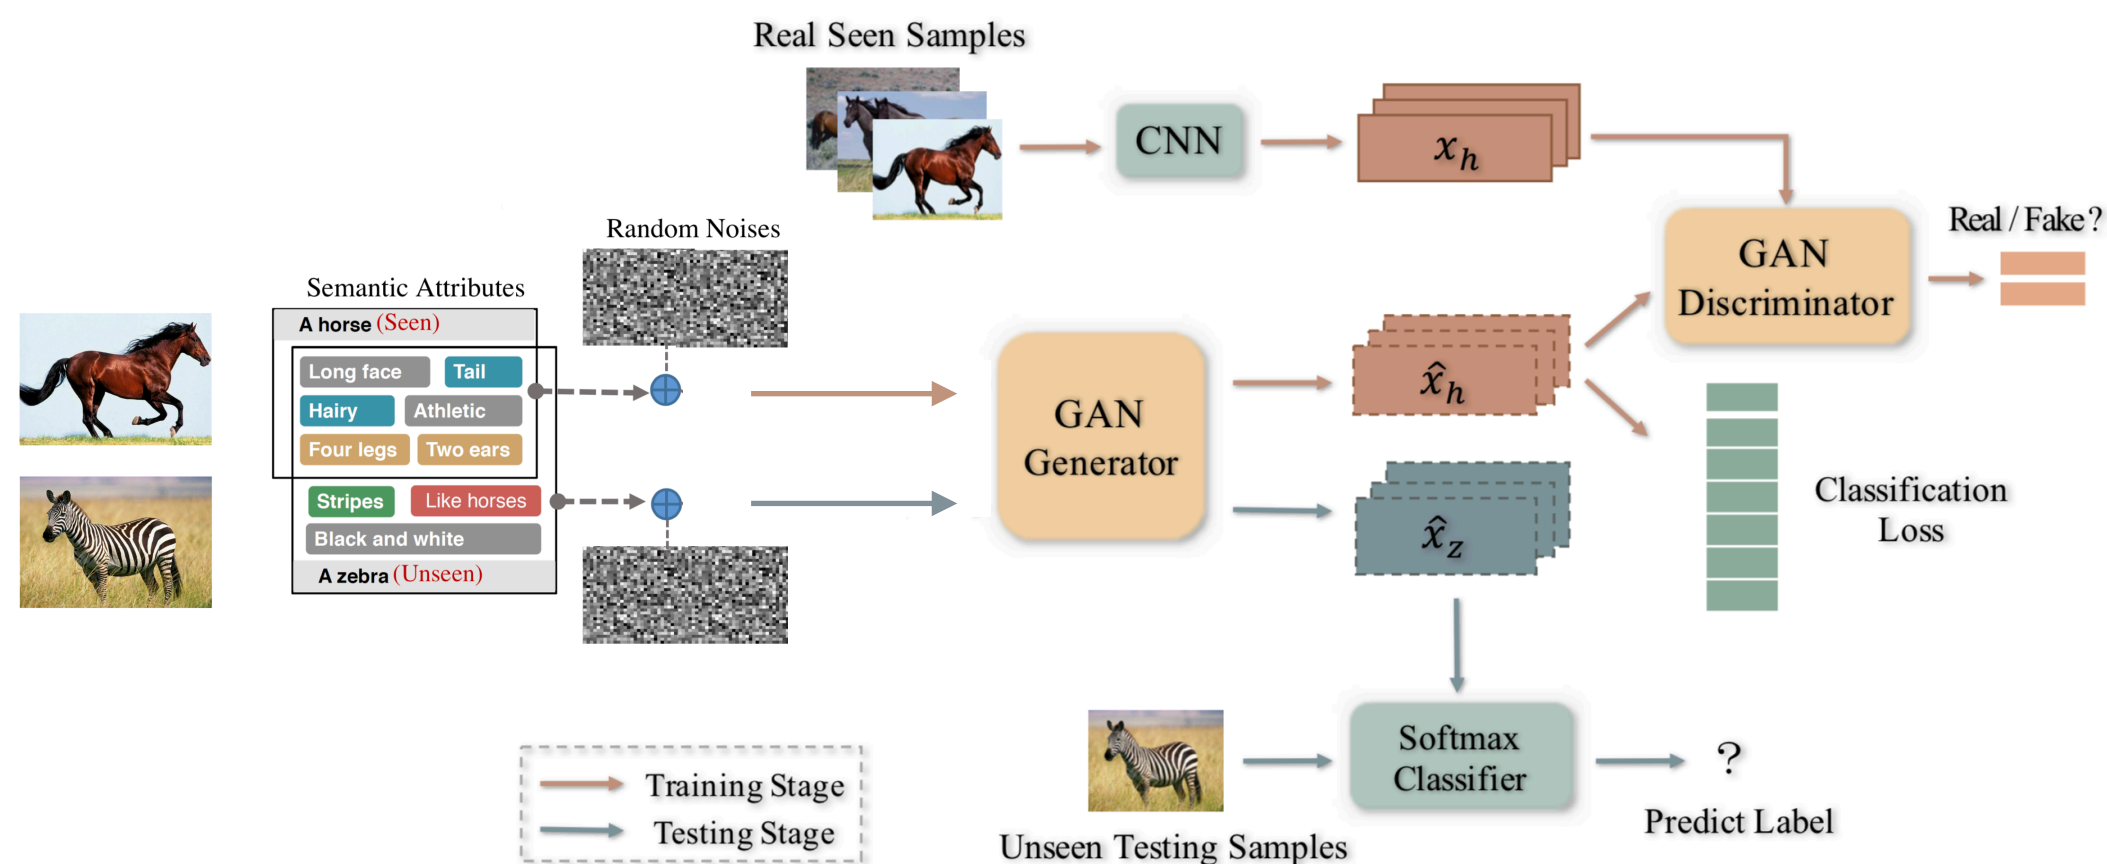 Real Seen Samples
CNN
x_h
Random Noises
Real / Fake?
GAN
Discriminator
Semantic Attributes
A horse (Seen)
Long face
Tail
Hairy
Athletic
Four legs
Two ears
Stripes
Like horses
Black and white
A zebra (Unseen)
GAN
Generator
x̂_h
x̂_z
Classification
Loss
Softmax
Classifier
?
Predict Label
Unseen Testing Samples
Training Stage
Testing Stage